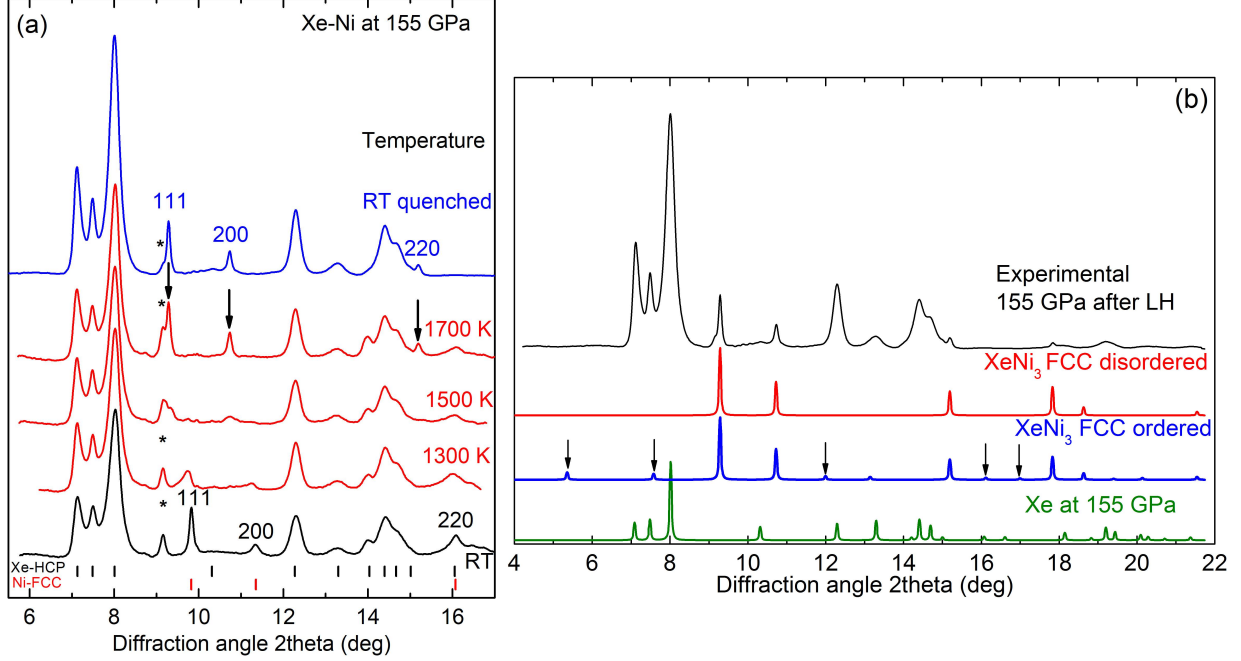 (a)
Xe-Ni at 155 GPa
Temperature
111
RT quenched
*
200
220
*
1700 K
1500 K
*
1300 K
*
111
200
220
RT
Xe-HCP
Ni-FCC
6 8 10 12 14 16
Diffraction angle 2theta (deg)
(b)
Experimental
155 GPa after LH
XeNi3 FCC disordered
XeNi3 FCC ordered
Xe at 155 GPa
4 6 8 10 12 14 16 18 20 22
Diffraction angle 2theta (deg)